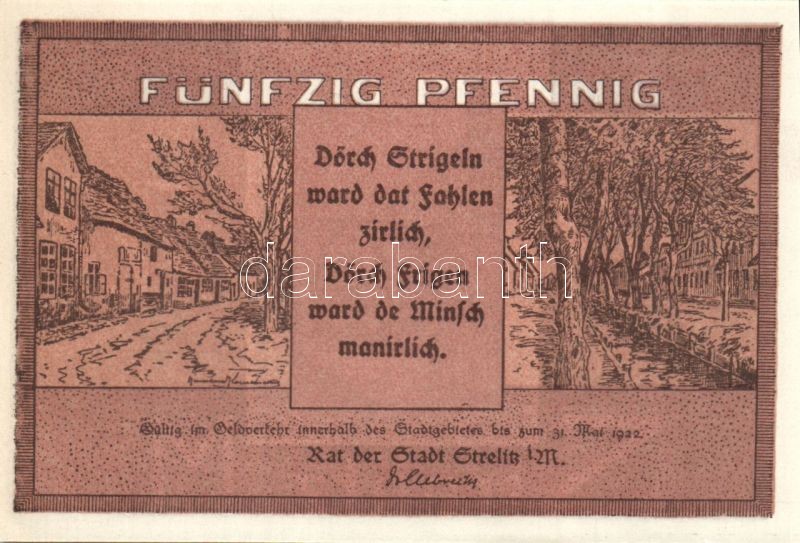 FÜNFZIG PFENNIG
Dörch Strigeln
ward dat Fahlen
zirlich,
Dörch
ward de Minsch
manirlich.
Gültig im Geldverkehr innerhalb des Stadtgebietes bis zum 31. Mai 1922.
Rat der Stadt Strelitz i.M.
darabanth